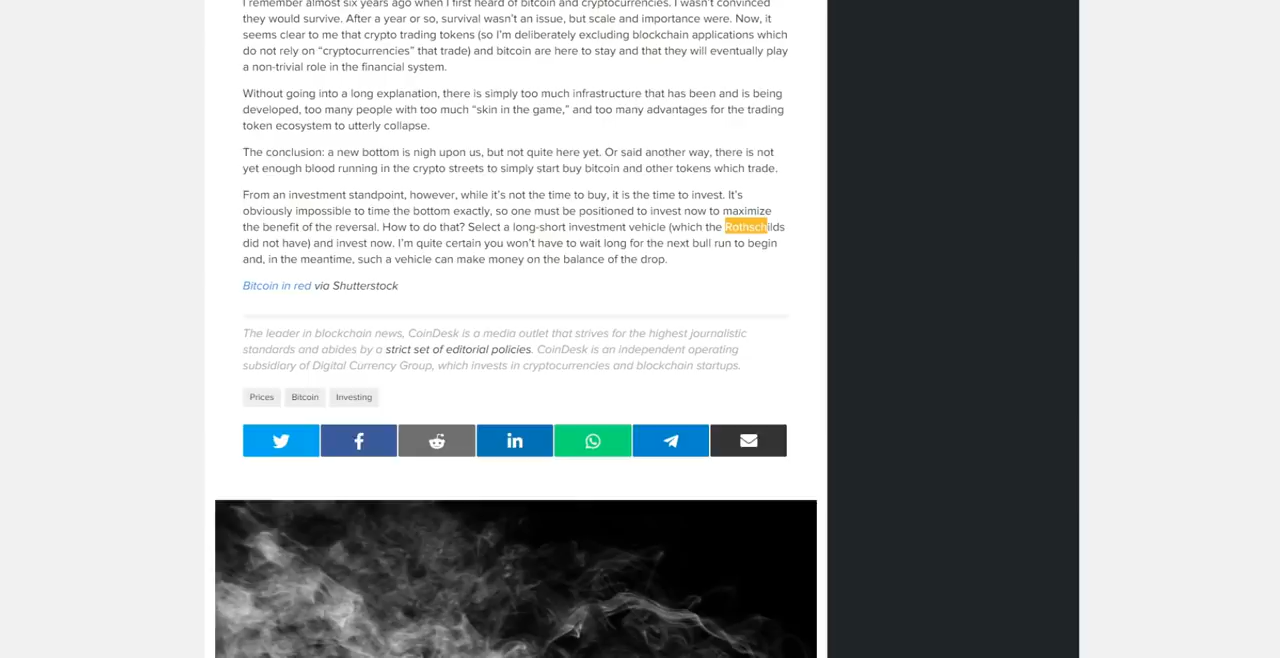 I remember almost six years ago when I first heard of bitcoin and cryptocurrencies. I wasn't convinced
they would survive. After a year or so, survival wasn't an issue, but scale and importance were. Now, it
seems clear to me that crypto trading tokens (so I'm deliberately excluding blockchain applications which
do not rely on “cryptocurrencies” that trade) and bitcoin are here to stay and that they will eventually play
a non-trivial role in the financial system.
Without going into a long explanation, there is simply too much infrastructure that has been and is being
developed, too many people with too much “skin in the game,” and too many advantages for the trading
token ecosystem to utterly collapse.
The conclusion: a new bottom is nigh upon us, but not quite here yet. Or said another way, there is not
yet enough blood running in the crypto streets to simply start buy bitcoin and other tokens which trade.
From an investment standpoint, however, while it's not the time to buy, it is the time to invest. It's
obviously impossible to time the bottom exactly, so one must be positioned to invest now to maximize
the benefit of the reversal. How to do that? Select a long-short investment vehicle (which the Rothschilds
did not have) and invest now. I'm quite certain you won't have to wait long for the next bull run to begin
and, in the meantime, such a vehicle can make money on the balance of the drop.
Bitcoin in red via Shutterstock
The leader in blockchain news, CoinDesk is a media outlet that strives for the highest journalistic
standards and abides by a strict set of editorial policies. CoinDesk is an independent operating
subsidiary of Digital Currency Group, which invests in cryptocurrencies and blockchain startups.
Prices Bitcoin Investing